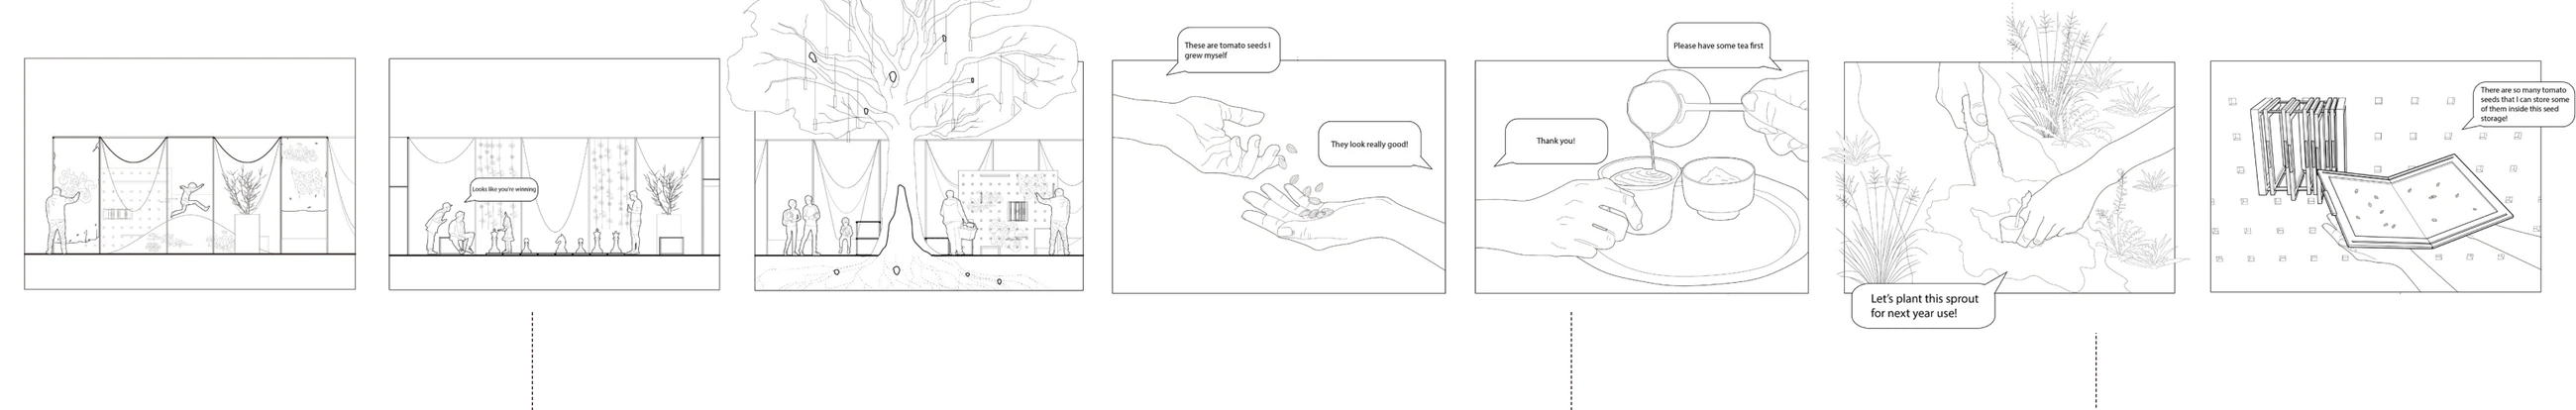 Looks like you're winning
These are tomato seeds I
grew myself
They look really good!
Please have some tea first
Thank you!
Let's plant this sprout
for next year use!
There are so many tomato
seeds that I can store some
of them inside this seed
storage!